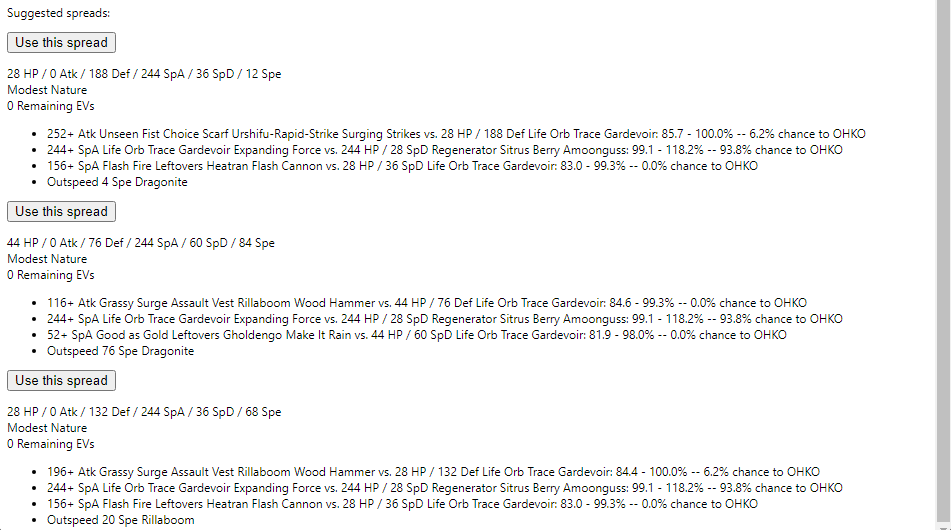 Suggested spreads:
Use this spread
28 HP / 0 Atk / 188 Def / 244 SpA / 36 SpD / 12 Spe
Modest Nature
0 Remaining EVs
• 252+ Atk Unseen Fist Choice Scarf Urshifu-Rapid-Strike Surging Strikes vs. 28 HP / 188 Def Life Orb Trace Gardevoir: 85.7 - 100.0% -- 6.2% chance to OHKO
• 244+ SpA Life Orb Trace Gardevoir Expanding Force vs. 244 HP / 28 SpD Regenerator Sitrus Berry Amoonguss: 99.1 - 118.2% -- 93.8% chance to OHKO
• 156+ SpA Flash Fire Leftovers Heatran Flash Cannon vs. 28 HP / 36 SpD Life Orb Trace Gardevoir: 83.0 - 99.3% -- 0.0% chance to OHKO
• Outspeed 4 Spe Dragonite
Use this spread
44 HP / 0 Atk / 76 Def / 244 SpA / 60 SpD / 84 Spe
Modest Nature
0 Remaining EVs
• 116+ Atk Grassy Surge Assault Vest Rillaboom Wood Hammer vs. 44 HP / 76 Def Life Orb Trace Gardevoir: 84.6 - 99.3% -- 0.0% chance to OHKO
• 244+ SpA Life Orb Trace Gardevoir Expanding Force vs. 244 HP / 28 SpD Regenerator Sitrus Berry Amoonguss: 99.1 - 118.2% -- 93.8% chance to OHKO
• 52+ SpA Good as Gold Leftovers Gholdengo Make It Rain vs. 44 HP / 60 SpD Life Orb Trace Gardevoir: 81.9 - 98.0% -- 0.0% chance to OHKO
• Outspeed 76 Spe Dragonite
Use this spread
28 HP / 0 Atk / 132 Def / 244 SpA / 36 SpD / 68 Spe
Modest Nature
0 Remaining EVs
• 196+ Atk Grassy Surge Assault Vest Rillaboom Wood Hammer vs. 28 HP / 132 Def Life Orb Trace Gardevoir: 84.4 - 100.0% -- 6.2% chance to OHKO
• 244+ SpA Life Orb Trace Gardevoir Expanding Force vs. 244 HP / 28 SpD Regenerator Sitrus Berry Amoonguss: 99.1 - 118.2% -- 93.8% chance to OHKO
• 156+ SpA Flash Fire Leftovers Heatran Flash Cannon vs. 28 HP / 36 SpD Life Orb Trace Gardevoir: 83.0 - 99.3% -- 0.0% chance to OHKO
• Outspeed 20 Spe Rillaboom